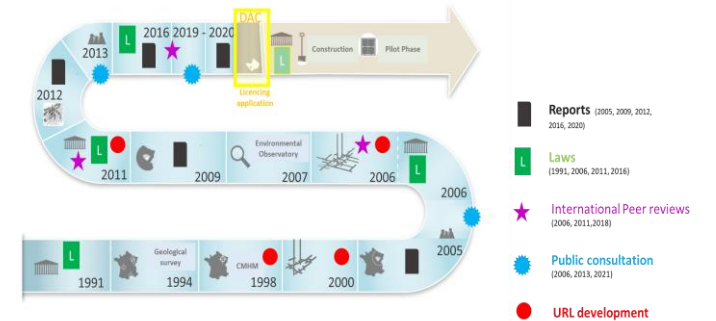 DAC
2016 2019 - 2020
L
2013
Construction
Pilot Phase
L
Licencing
application
2012
Environmental
Observatory
L
2011
2009
2007
2006
L
2006
L
Geological
survey
CMHM
2005
1991
1994
1998
2000
Reports (2005, 2009, 2012,
2016, 2020)
L
Laws
(1991, 2006, 2011, 2016)
International Peer reviews
(2006, 2011,2018)
Public consultation
(2006, 2013, 2021)
URL development